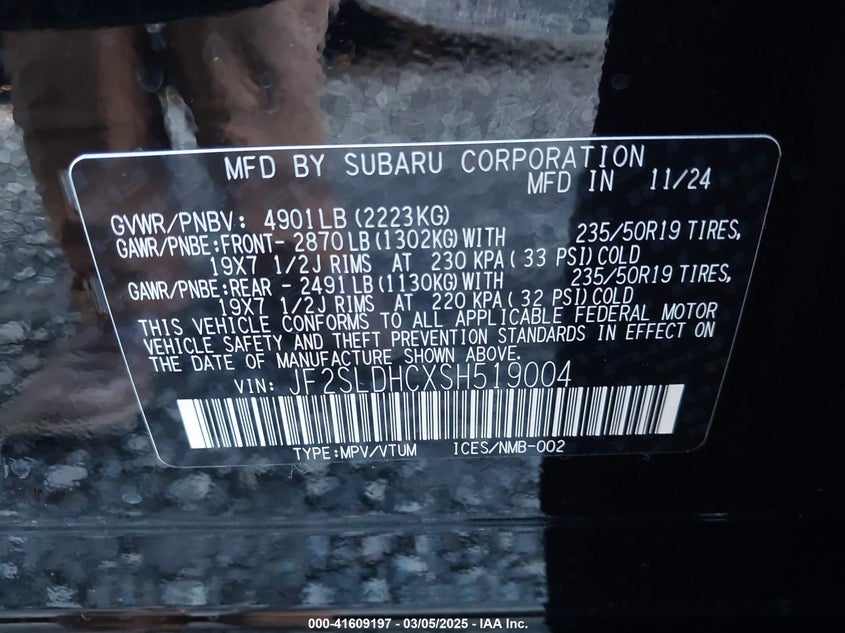 MFD BY SUBARU CORPORATION
MFD IN 11/24
GVWR/PNBV: 4901LB(2223KG)
GAWR/PNBE:FRONT- 2870LB(1302KG)WITH 235/50R19 TIRES,
19X7 1/2J RIMS AT 230 KPA( 33 PSI)COLD
GAWR/PNBE:REAR - 2491LB(1130KG)WITH 235/50R19 TIRES,
19X7 1/2J RIMS AT 220 KPA( 32 PSI)COLD
THIS VEHICLE CONFORMS TO ALL APPLICABLE FEDERAL MOTOR
VEHICLE SAFETY AND THEFT PREVENTION STANDARDS IN EFFECT ON
THE DATE OF MANUFACTURE SHOWN ABOVE.
VIN: JF2SLDHCXSH519004
TYPE:MPV/VTUM ICES/NMB-002
000-41609197 - 03/05/2025 - IAA Inc.